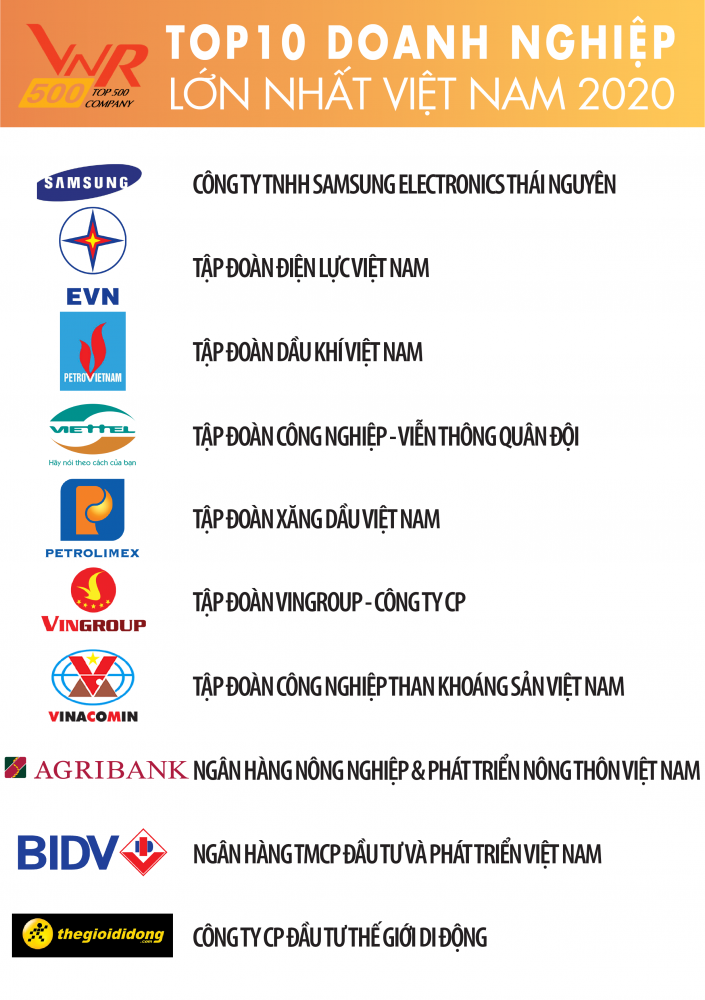 VNR
500
TOP 500
COMPANY
TOP10 DOANH NGHIỆP
LỚN NHẤT VIỆT NAM 2020
SAMSUNG
CÔNG TY TNHH SAMSUNG ELECTRONICS THÁI NGUYÊN
EVN
TẬP ĐOÀN ĐIỆN LỰC VIỆT NAM
PETROVIETNAM
TẬP ĐOÀN DẦU KHÍ VIỆT NAM
VIETTEL
Hãy nói theo cách của bạn
TẬP ĐOÀN CÔNG NGHIỆP - VIỄN THÔNG QUÂN ĐỘI
PETROLIMEX
TẬP ĐOÀN XĂNG DẦU VIỆT NAM
VINGROUP
TẬP ĐOÀN VINGROUP - CÔNG TY CP
VINACOMIN
TẬP ĐOÀN CÔNG NGHIỆP THAN KHOÁNG SẢN VIỆT NAM
AGRIBANK
NGÂN HÀNG NÔNG NGHIỆP & PHÁT TRIỂN NÔNG THÔN VIỆT NAM
BIDV
NGÂN HÀNG TMCP ĐẦU TƯ VÀ PHÁT TRIỂN VIỆT NAM
thegioididong
.com
CÔNG TY CP ĐẦU TƯ THẾ GIỚI DI ĐỘNG